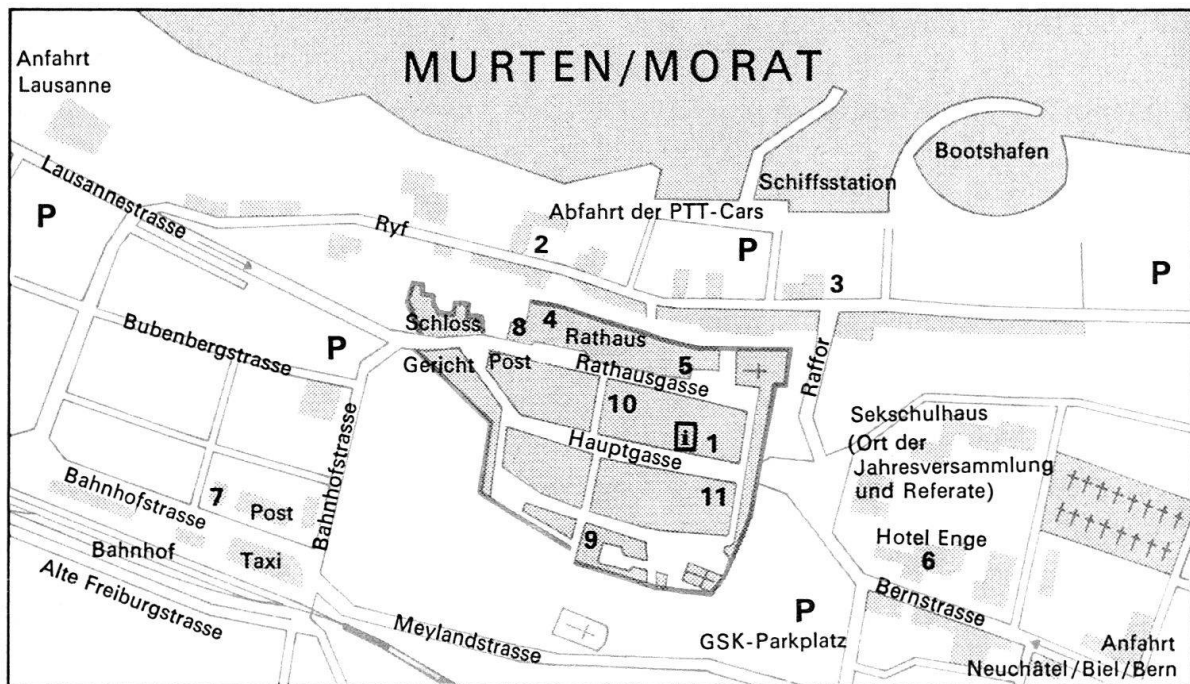 MURTEN/MORAT
Anfahrt
Lausanne
Lausannestrasse
P
Ryf
2
Abfahrt der PTT-Cars
Schiffsstation
Bootshafen
P
3
P
Bubenbergstrasse
P
Schloss
8
4
Rathaus
5
Gericht
Post
Rathausgasse
Raffor
10
i
1
Hauptgasse
11
9
Sekschulhaus
(Ort der
Jahresversammlung
und Referate)
Hotel Enge
6
Bernstrasse
Bahnhofstrasse
7
Post
Bahnhofstrasse
Bahnhof
Taxi
Alte Freiburgstrasse
Meylandstrasse
P
GSK-Parkplatz
Anfahrt
Neuchâtel/Biel/Bern